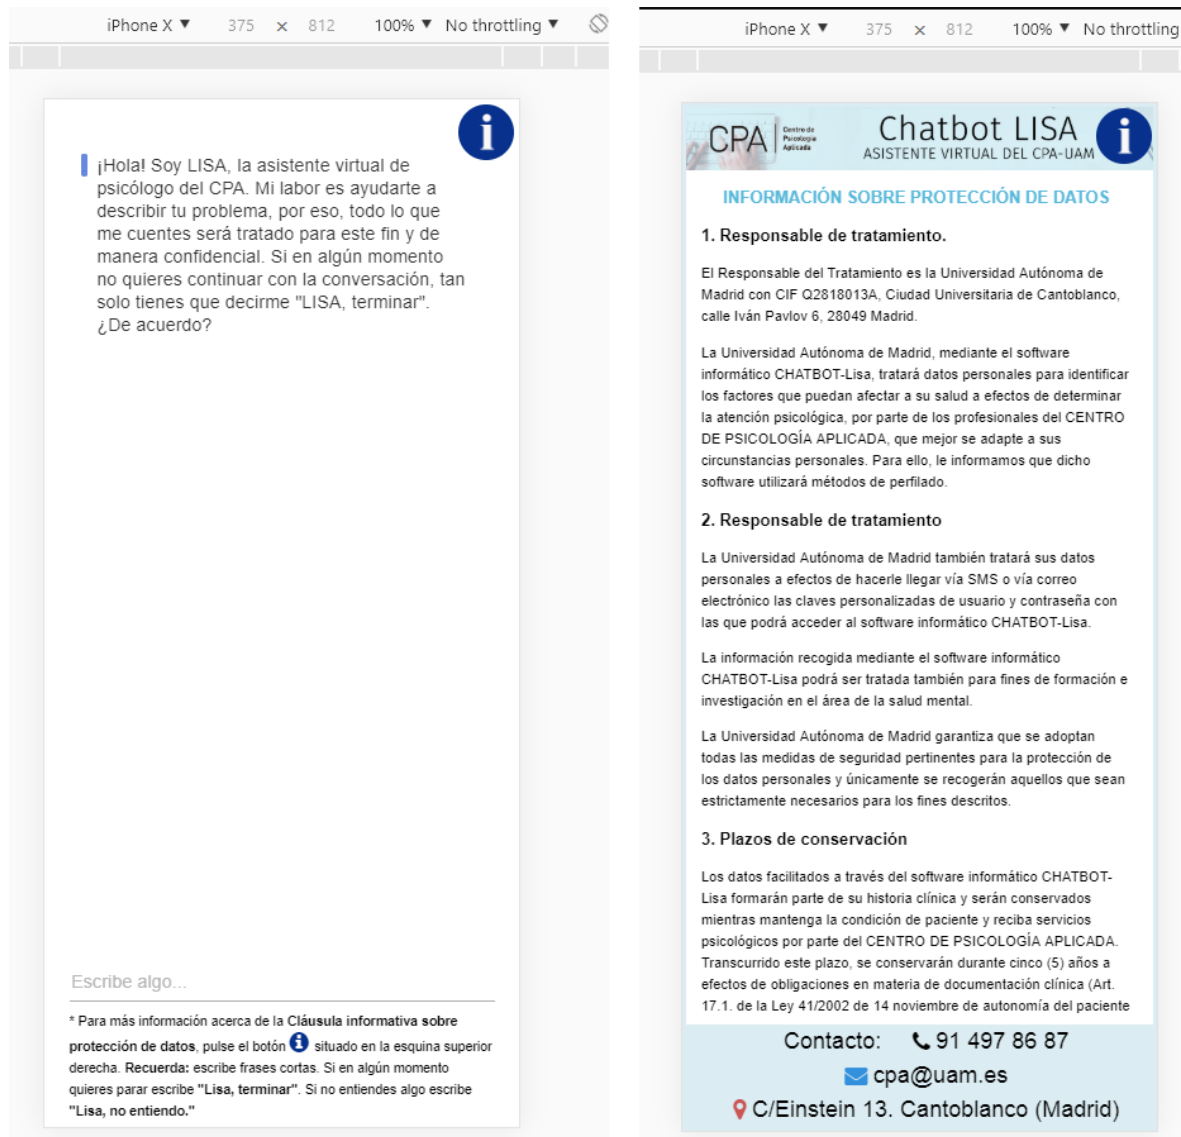 iPhone X ▼ 375 × 812 100% ▼ No throttling ▼
i
¡Hola! Soy LISA, la asistente virtual de
psicólogo del CPA. Mi labor es ayudarte a
describir tu problema, por eso, todo lo que
me cuentes será tratado para este fin y de
manera confidencial. Si en algún momento
no quieres continuar con la conversación, tan
solo tienes que decirme "LISA, terminar".
¿De acuerdo?
Escribe algo...
* Para más información acerca de la Cláusula informativa sobre
protección de datos, pulse el botón i situado en la esquina superior
derecha. Recuerda: escribe frases cortas. Si en algún momento
quieres parar escribe "Lisa, terminar". Si no entiendes algo escribe
"Lisa, no entiendo."
iPhone X ▼ 375 × 812 100% ▼ No throttling
CPA
Centro de
Psicología
Aplicada
Chatbot LISA
ASISTENTE VIRTUAL DEL CPA-UAM
i
INFORMACIÓN SOBRE PROTECCIÓN DE DATOS
1. Responsable de tratamiento.
El Responsable del Tratamiento es la Universidad Autónoma de
Madrid con CIF Q2818013A, Ciudad Universitaria de Cantoblanco,
calle Iván Pavlov 6, 28049 Madrid.
La Universidad Autónoma de Madrid, mediante el software
informático CHATBOT-Lisa, tratará datos personales para identificar
los factores que puedan afectar a su salud a efectos de determinar
la atención psicológica, por parte de los profesionales del CENTRO
DE PSICOLOGÍA APLICADA, que mejor se adapte a sus
circunstancias personales. Para ello, le informamos que dicho
software utilizará métodos de perfilado.
2. Responsable de tratamiento
La Universidad Autónoma de Madrid también tratará sus datos
personales a efectos de hacerle llegar vía SMS o vía correo
electrónico las claves personalizadas de usuario y contraseña con
las que podrá acceder al software informático CHATBOT-Lisa.
La información recogida mediante el software informático
CHATBOT-Lisa podrá ser tratada también para fines de formación e
investigación en el área de la salud mental.
La Universidad Autónoma de Madrid garantiza que se adoptan
todas las medidas de seguridad pertinentes para la protección de
los datos personales y únicamente se recogerán aquellos que sean
estrictamente necesarios para los fines descritos.
3. Plazos de conservación
Los datos facilitados a través del software informático CHATBOT-
Lisa formarán parte de su historia clínica y serán conservados
mientras mantenga la condición de paciente y reciba servicios
psicológicos por parte del CENTRO DE PSICOLOGÍA APLICADA.
Transcurrido este plazo, se conservarán durante cinco (5) años a
efectos de obligaciones en materia de documentación clínica (Art.
17.1. de la Ley 41/2002 de 14 noviembre de autonomía del paciente
Contacto: 91 497 86 87
cpa@uam.es
C/Einstein 13. Cantoblanco (Madrid)